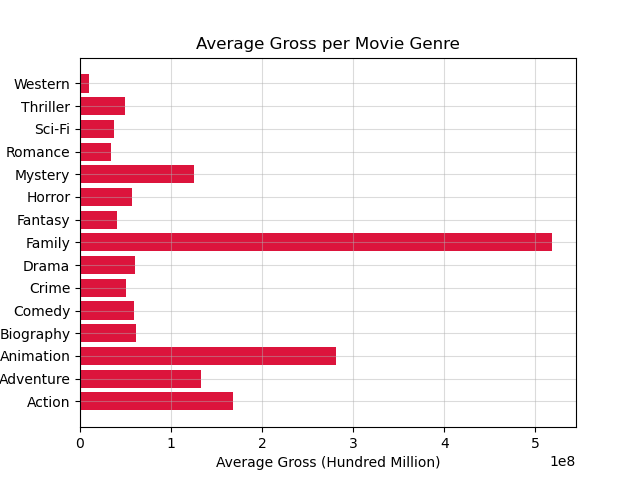 Average Gross per Movie Genre
Western
Thriller
Sci-Fi
Romance
Mystery
Horror
Fantasy
Family
Drama
Crime
Comedy
Biography
Animation
Adventure
Action
0 1 2 3 4 5
1e8
Average Gross (Hundred Million)